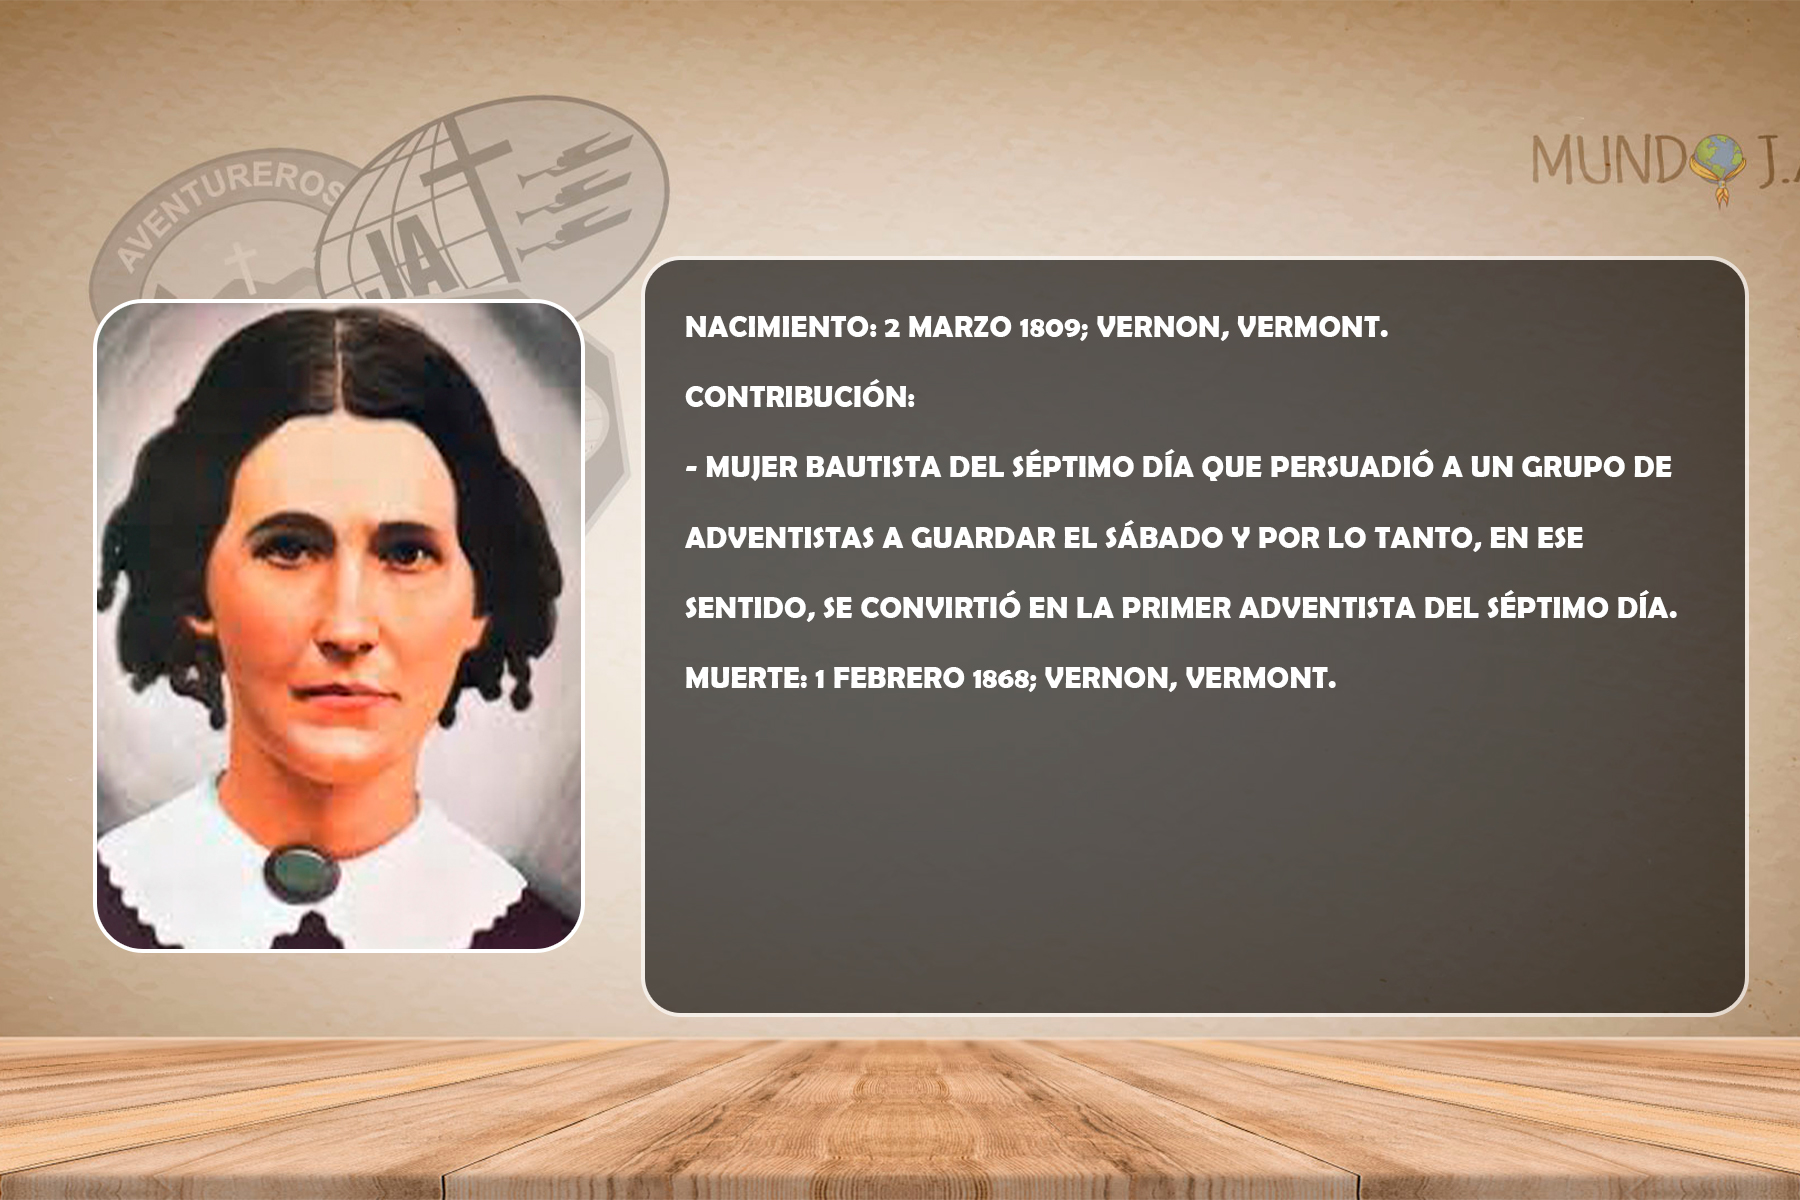 AVENTUREROS
JA
MUNDO J.A
NACIMIENTO: 2 MARZO 1809; VERNON, VERMONT.
CONTRIBUCIÓN:
- MUJER BAUTISTA DEL SÉPTIMO DÍA QUE PERSUADIÓ A UN GRUPO DE
ADVENTISTAS A GUARDAR EL SÁBADO Y POR LO TANTO, EN ESE
SENTIDO, SE CONVIRTIÓ EN LA PRIMER ADVENTISTA DEL SÉPTIMO DÍA.
MUERTE: 1 FEBRERO 1868; VERNON, VERMONT.